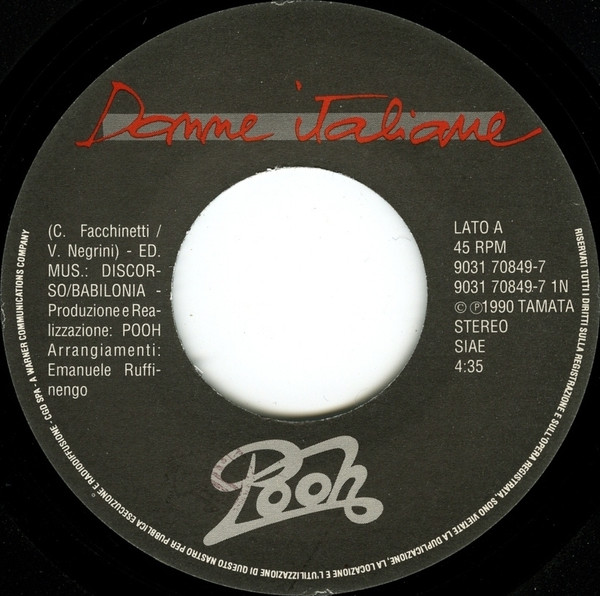 Donne italiane
(C. Facchinetti /
V. Negrini) - ED.
MUS.: DISCOR-
SO/BABILONIA -
Produzione e Rea-
lizzazione: POOH
Arrangiamenti:
Emanuele Ruffi-
nengo
LATO A
45 RPM
9031 70849-7
9031 70849-7 1N
© ℗1990 TAMATA
STEREO
SIAE
4:35
Pooh
RISERVATI TUTTI I DIRITTI SULLA REGISTRAZIONE E SULL'OPERA REGISTRATA. SONO VIETATE LA DUPLICAZIONE, LA LOCAZIONE E L'UTILIZZAZIONE DI QUESTO NASTRO PER PUBBLICA ESECUZIONE E RADIODIFFUSIONE - CGD SPA - A WARNER COMMUNICATIONS COMPANY